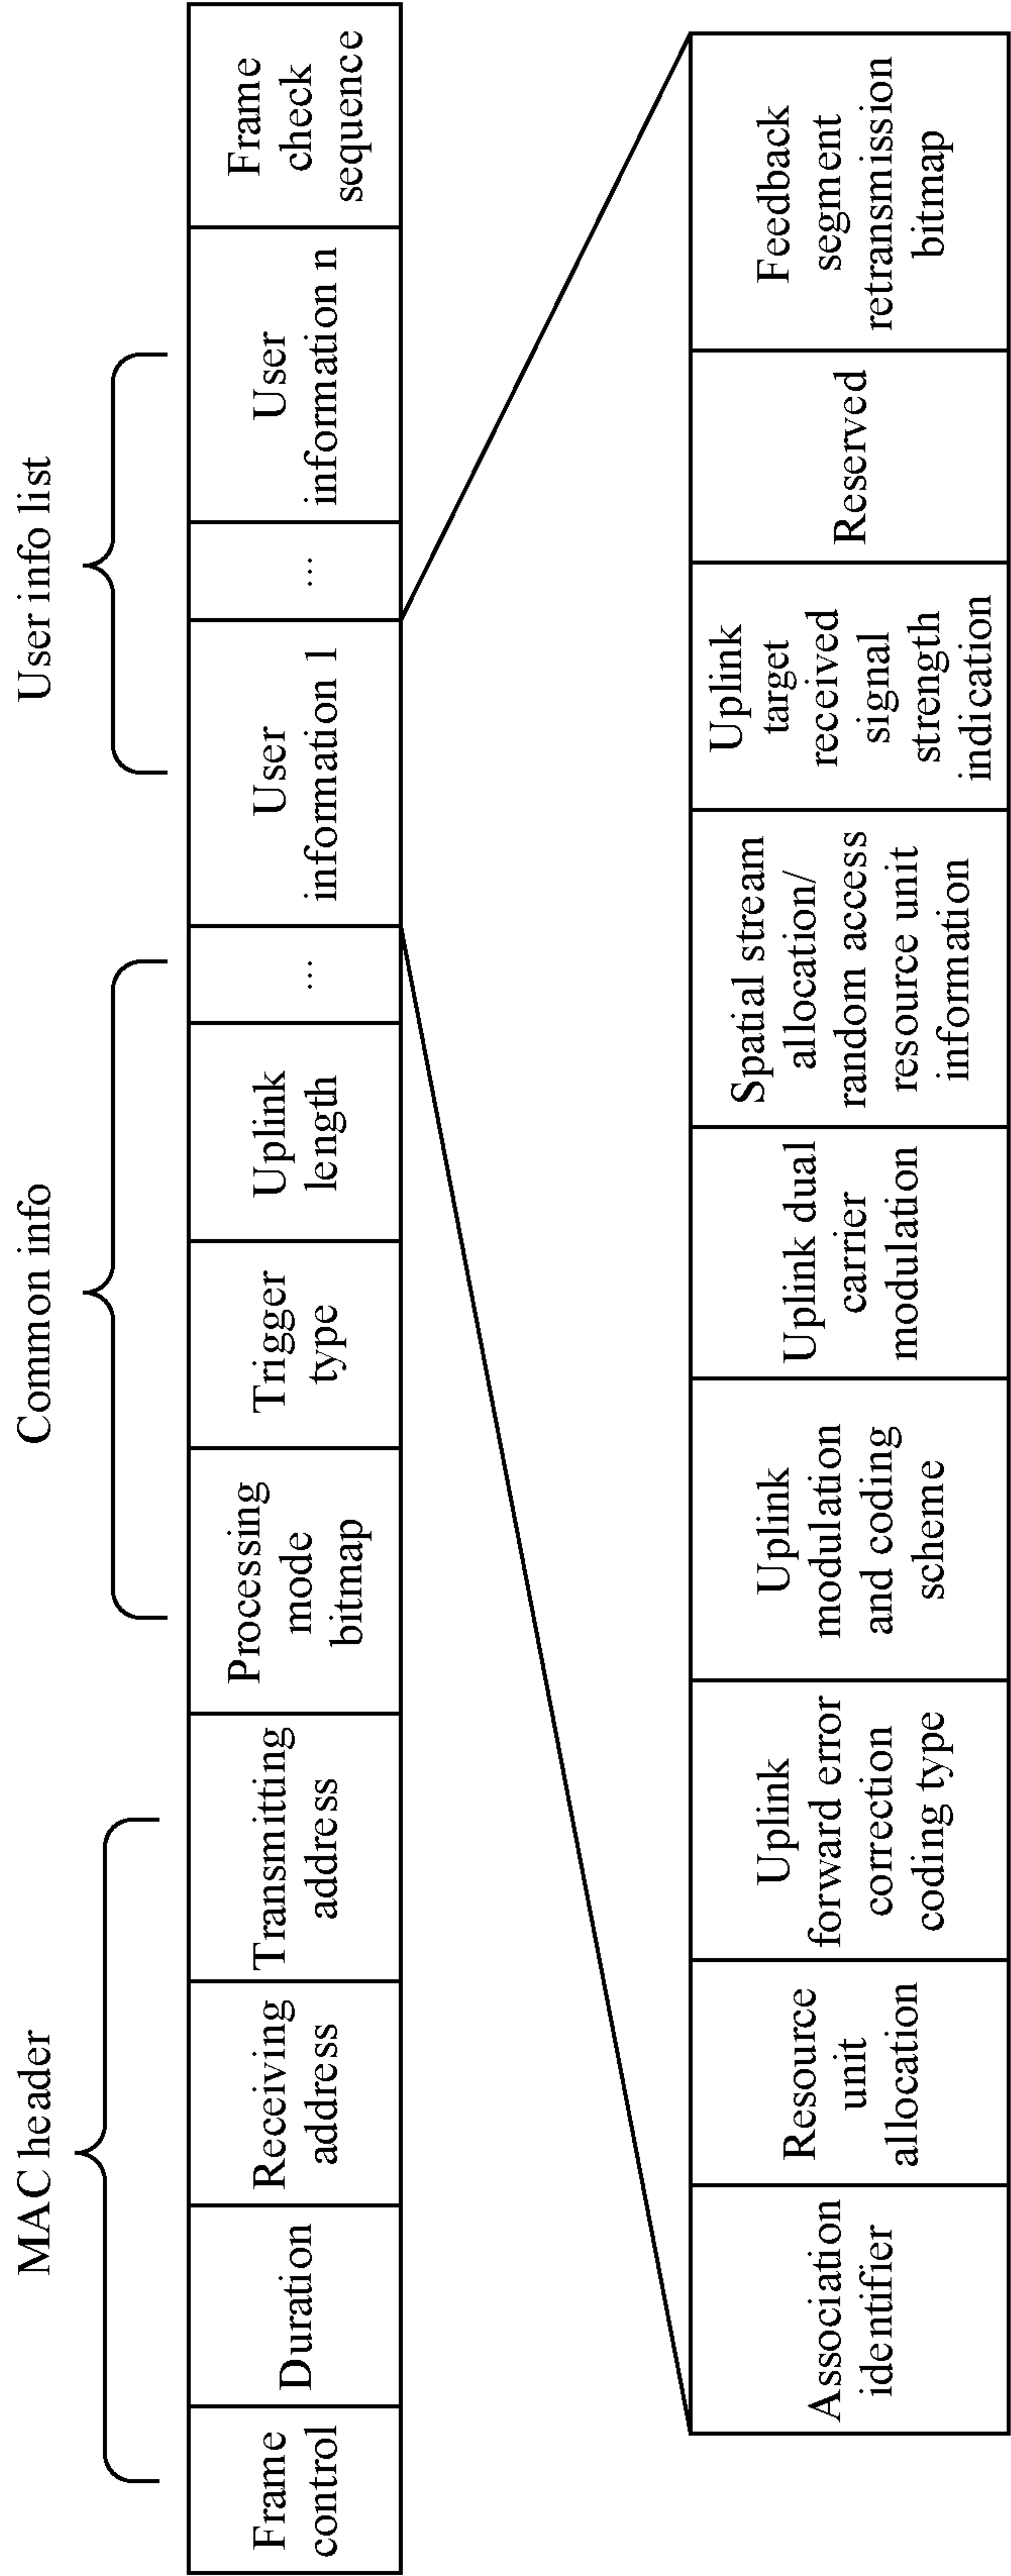 MAC header
Common info
User info list
Frame
control
Duration
Receiving
address
Transmitting
address
Processing
mode
bitmap
Trigger
type
Uplink
length
...
User
information 1
...
User
information n
Frame
check
sequence
Association
identifier
Resource
unit
allocation
Uplink
forward error
correction
coding type
Uplink
modulation
and coding
scheme
Uplink dual
carrier
modulation
Spatial stream
allocation/
random access
resource unit
information
Uplink
target
received
signal
strength
indication
Reserved
Feedback
segment
retransmission
bitmap